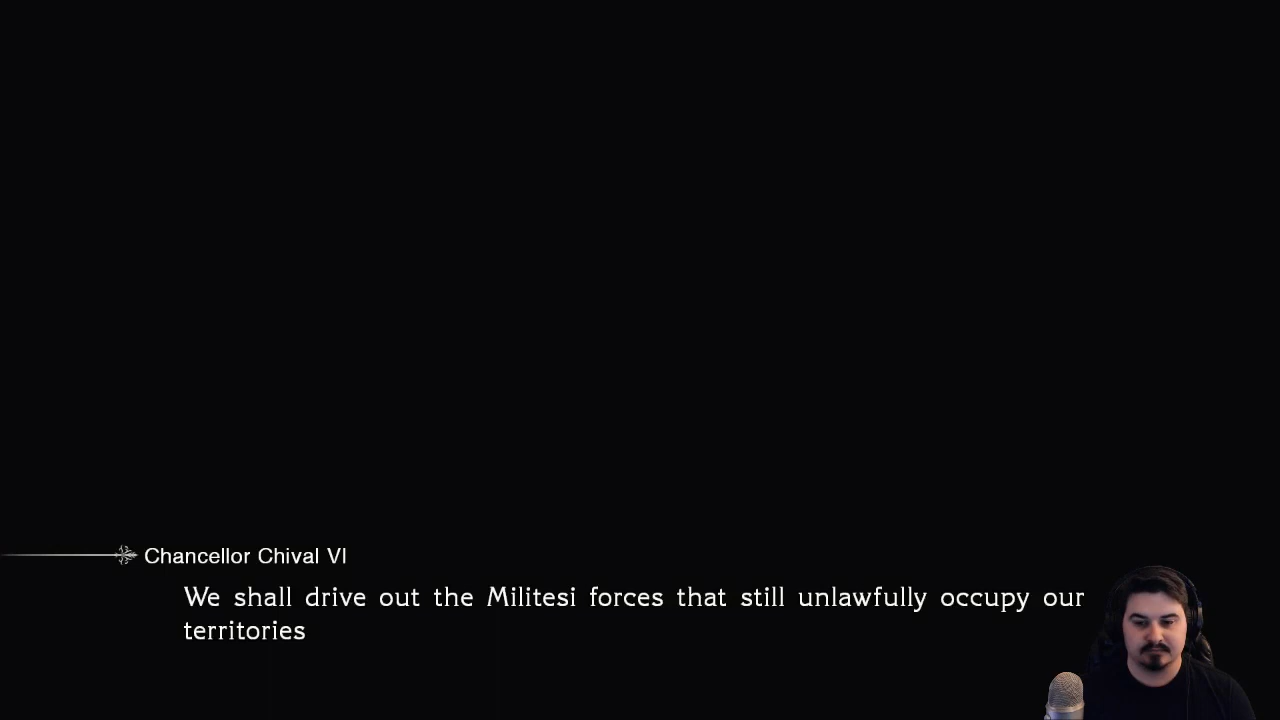 Chancellor Chival VI
We shall drive out the Militesi forces that still unlawfully occupy our
territories